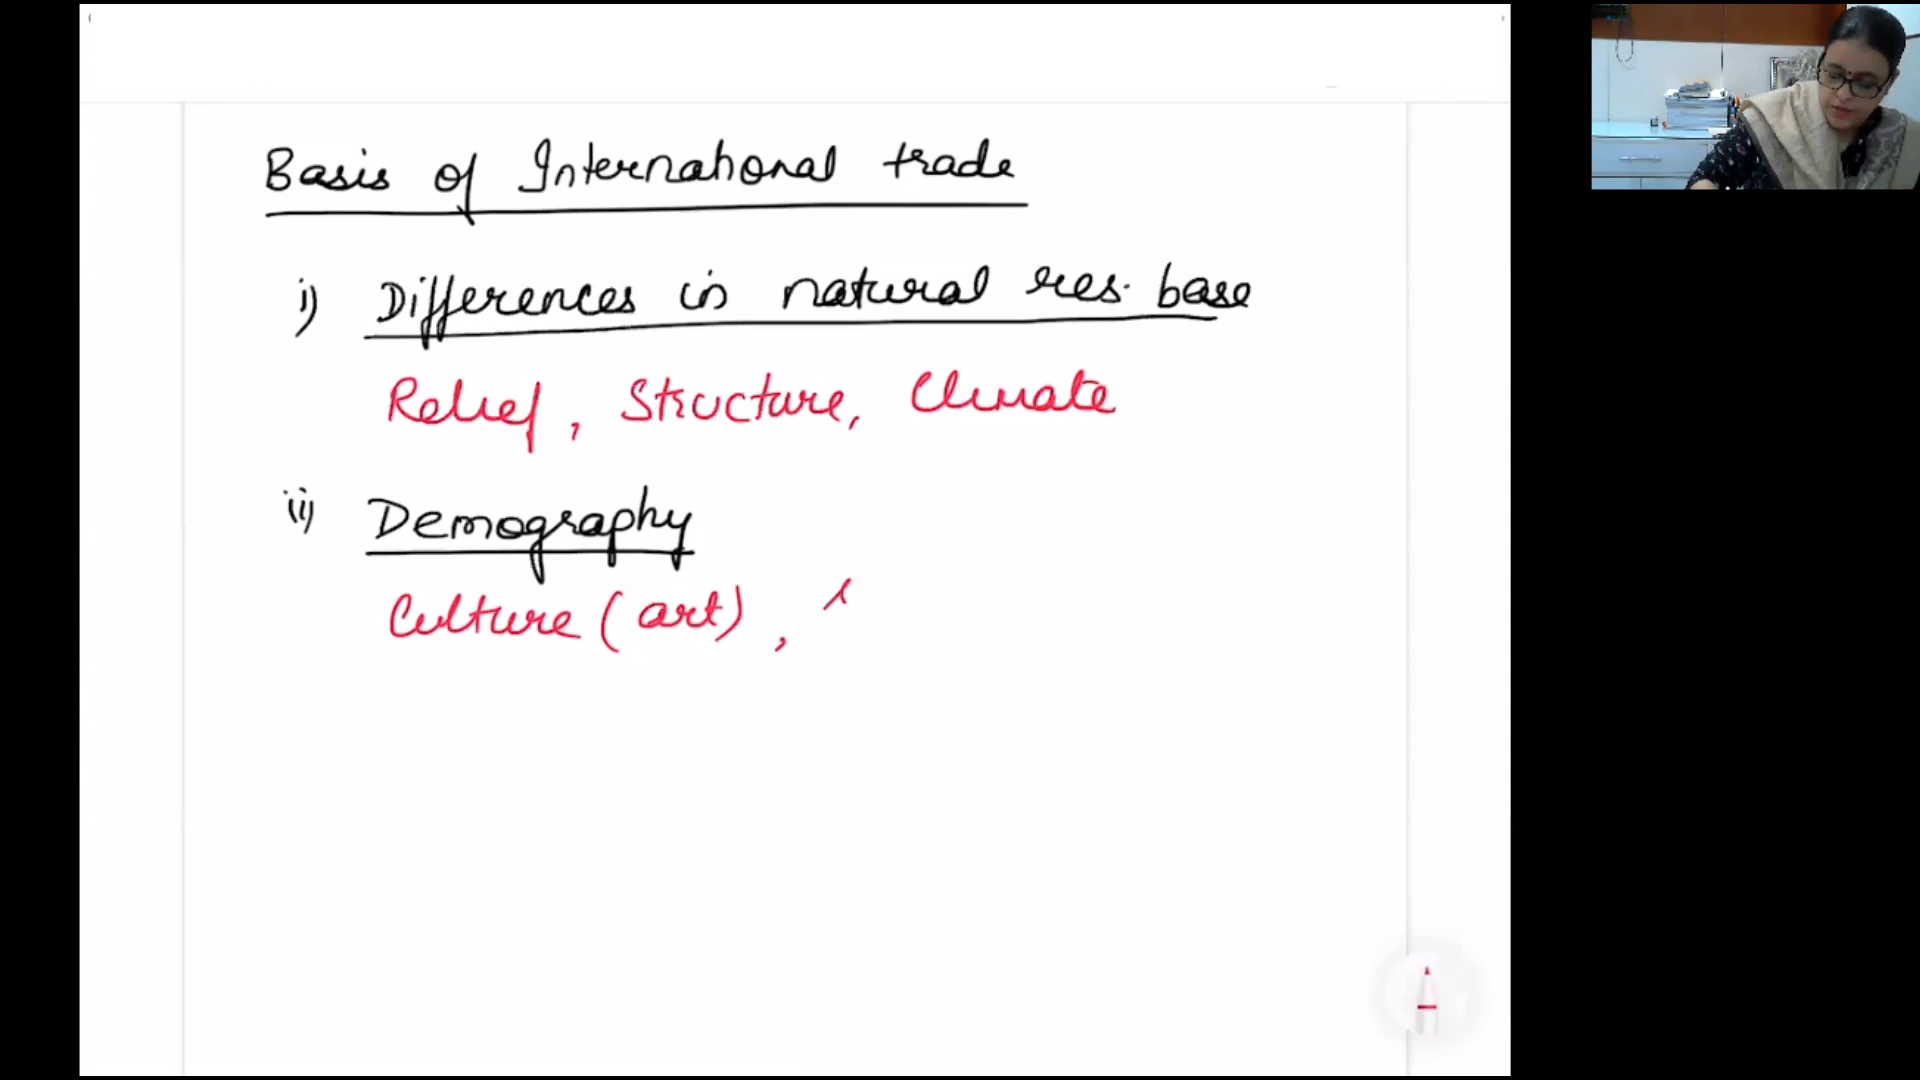 Basis of International trade
i) Differences in natural res. base
Relief, Structure, Climate
ii) Demography
Culture (art),